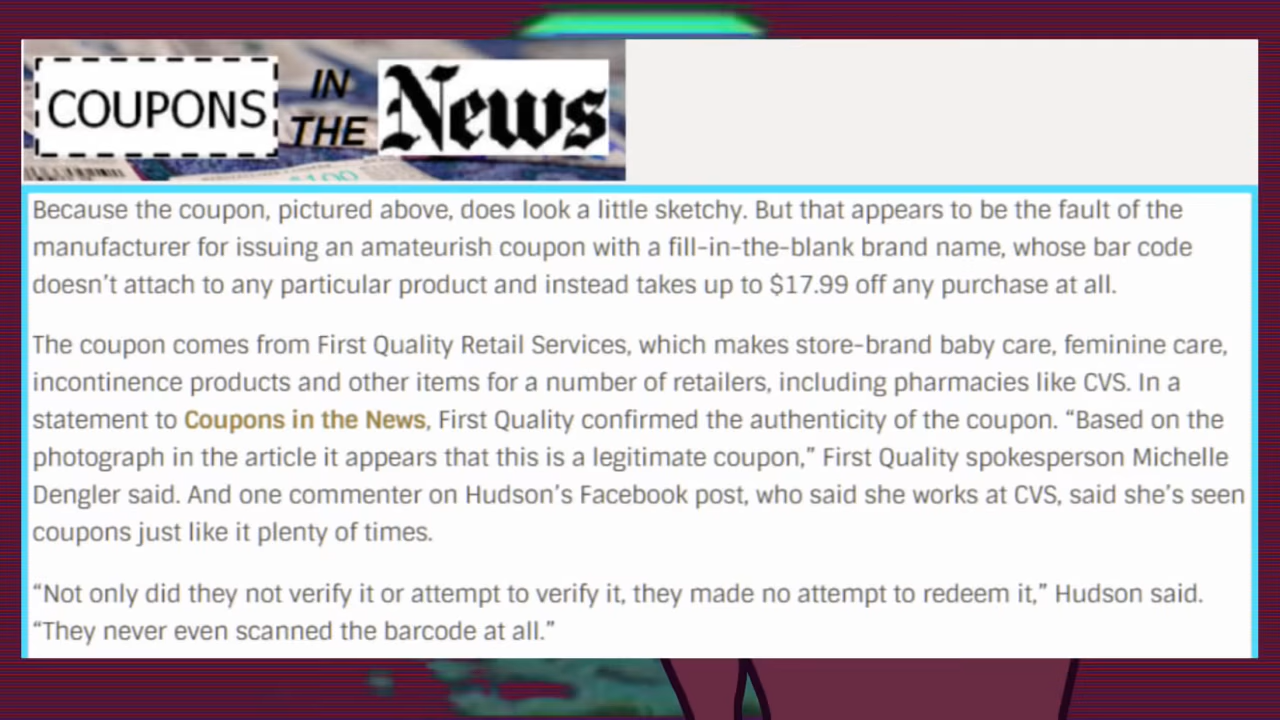 COUPONS IN THE News
Because the coupon, pictured above, does look a little sketchy. But that appears to be the fault of the
manufacturer for issuing an amateurish coupon with a fill-in-the-blank brand name, whose bar code
doesn’t attach to any particular product and instead takes up to $17.99 off any purchase at all.
The coupon comes from First Quality Retail Services, which makes store-brand baby care, feminine care,
incontinence products and other items for a number of retailers, including pharmacies like CVS. In a
statement to Coupons in the News, First Quality confirmed the authenticity of the coupon. “Based on the
photograph in the article it appears that this is a legitimate coupon,” First Quality spokesperson Michelle
Dengler said. And one commenter on Hudson’s Facebook post, who said she works at CVS, said she’s seen
coupons just like it plenty of times.
“Not only did they not verify it or attempt to verify it, they made no attempt to redeem it,” Hudson said.
“They never even scanned the barcode at all.”